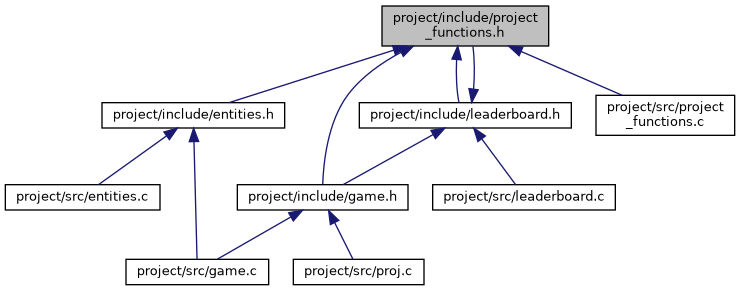 project/include/project
_functions.h
project/include/entities.h
project/include/leaderboard.h
project/src/project
_functions.c
project/src/entities.c
project/include/game.h
project/src/leaderboard.c
project/src/game.c
project/src/proj.c